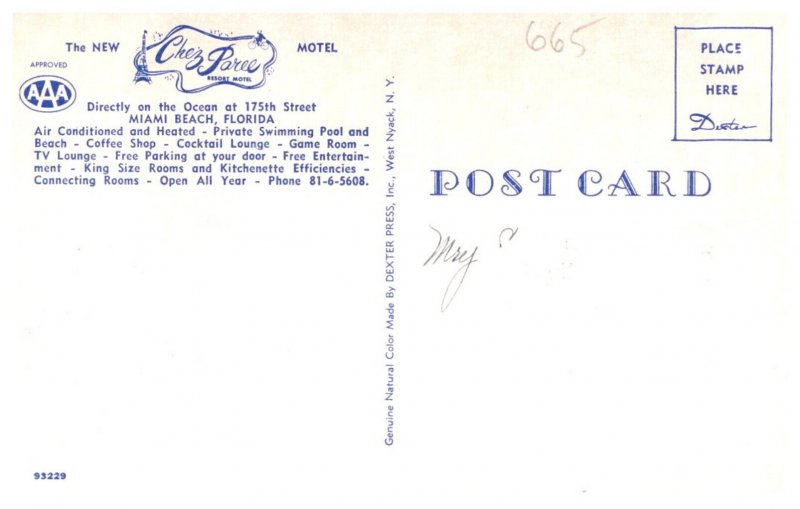 The NEW Chez Paree MOTEL
RESORT MOTEL
APPROVED
AAA
Directly on the Ocean at 175th Street
MIAMI BEACH, FLORIDA
Air Conditioned and Heated - Private Swimming Pool and
Beach - Coffee Shop - Cocktail Lounge - Game Room -
TV Lounge - Free Parking at your door - Free Entertain-
ment - King Size Rooms and Kitchenette Efficiencies -
Connecting Rooms - Open All Year - Phone 81-6-5608.
93229
Genuine Natural Color Made By DEXTER PRESS, Inc., West Nyack, N. Y.
665
PLACE
STAMP
HERE
Dexter
POST CARD